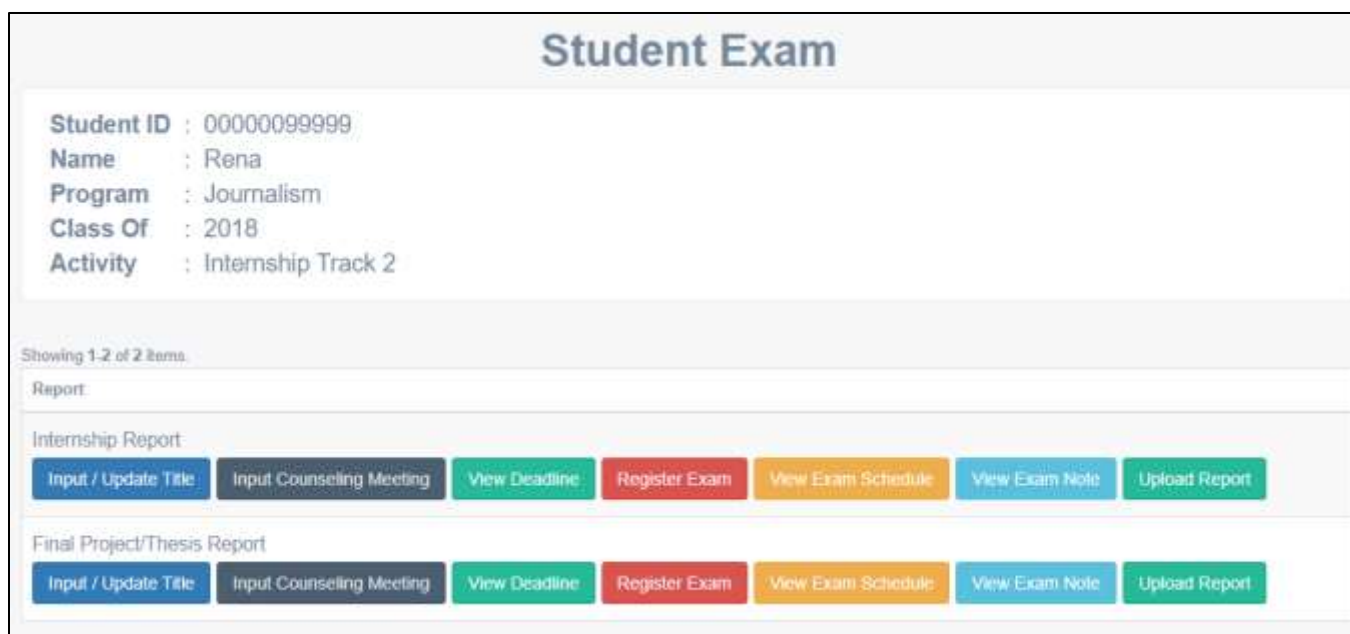 Student Exam
Student ID : 00000099999
Name : Rena
Program : Journalism
Class Of : 2018
Activity : Internship Track 2
Showing 1-2 of 2 items.
Report
Internship Report
Input / Update Title Input Counseling Meeting View Deadline Register Exam View Exam Schedule View Exam Note Upload Report
Final Project/Thesis Report
Input / Update Title Input Counseling Meeting View Deadline Register Exam View Exam Schedule View Exam Note Upload Report